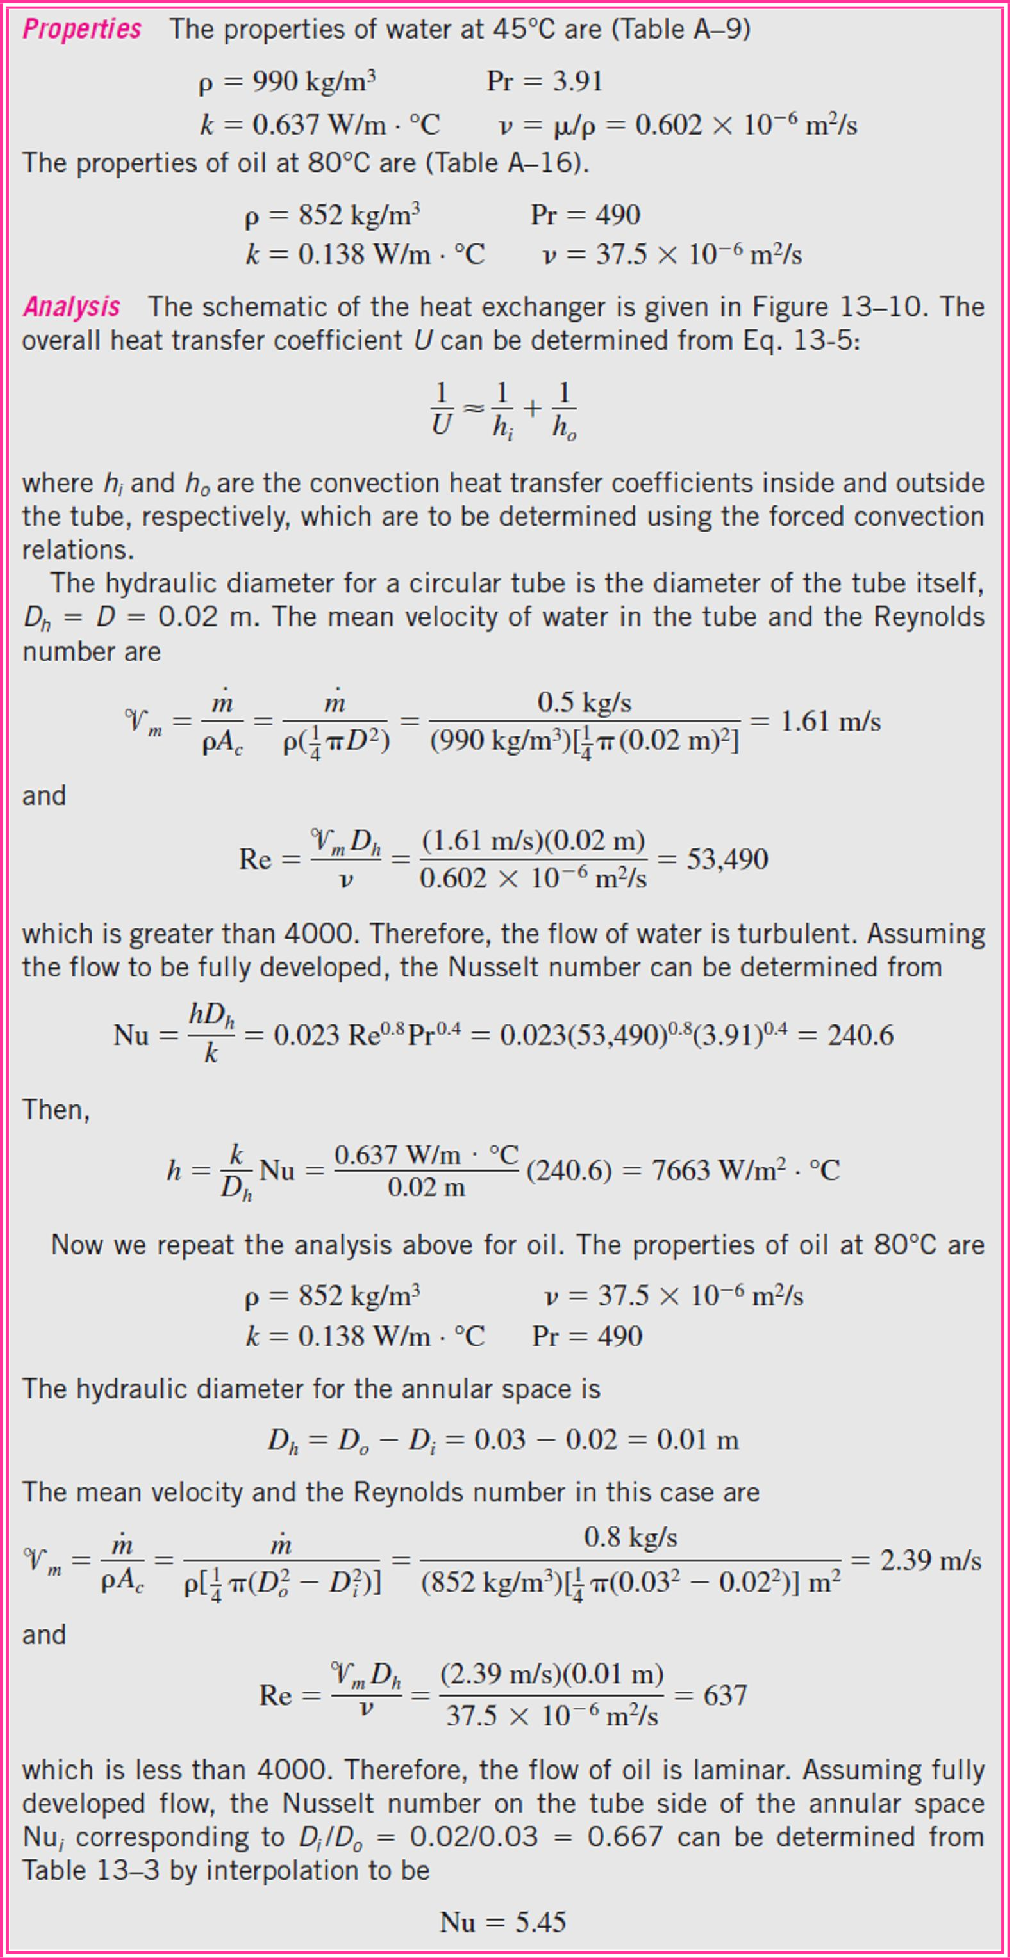 Properties The properties of water at 45°C are (Table A–9)
ρ = 990 kg/m³ Pr = 3.91
k = 0.637 W/m · °C ν = μ/ρ = 0.602 × 10⁻⁶ m²/s
The properties of oil at 80°C are (Table A–16).
ρ = 852 kg/m³ Pr = 490
k = 0.138 W/m · °C ν = 37.5 × 10⁻⁶ m²/s
Analysis The schematic of the heat exchanger is given in Figure 13–10. The
overall heat transfer coefficient U can be determined from Eq. 13-5:
1/U ≈ 1/hᵢ + 1/hₒ
where hᵢ and hₒ are the convection heat transfer coefficients inside and outside
the tube, respectively, which are to be determined using the forced convection
relations.
The hydraulic diameter for a circular tube is the diameter of the tube itself,
Dₕ = D = 0.02 m. The mean velocity of water in the tube and the Reynolds
number are
𝒱ₘ = ṁ/ρA_c = ṁ/ρ(¼πD²) = 0.5 kg/s / (990 kg/m³)[¼π(0.02 m)²] = 1.61 m/s
and
Re = 𝒱ₘDₕ/ν = (1.61 m/s)(0.02 m) / 0.602 × 10⁻⁶ m²/s = 53,490
which is greater than 4000. Therefore, the flow of water is turbulent. Assuming
the flow to be fully developed, the Nusselt number can be determined from
Nu = hDₕ/k = 0.023 Re⁰·⁸Pr⁰·⁴ = 0.023(53,490)⁰·⁸(3.91)⁰·⁴ = 240.6
Then,
h = k/Dₕ Nu = 0.637 W/m · °C / 0.02 m (240.6) = 7663 W/m² · °C
Now we repeat the analysis above for oil. The properties of oil at 80°C are
ρ = 852 kg/m³ ν = 37.5 × 10⁻⁶ m²/s
k = 0.138 W/m · °C Pr = 490
The hydraulic diameter for the annular space is
Dₕ = Dₒ − Dᵢ = 0.03 − 0.02 = 0.01 m
The mean velocity and the Reynolds number in this case are
𝒱ₘ = ṁ/ρA_c = ṁ/ρ[¼π(Dₒ² − Dᵢ²)] = 0.8 kg/s / (852 kg/m³)[¼π(0.03² − 0.02²)] m² = 2.39 m/s
and
Re = 𝒱ₘDₕ/ν = (2.39 m/s)(0.01 m) / 37.5 × 10⁻⁶ m²/s = 637
which is less than 4000. Therefore, the flow of oil is laminar. Assuming fully
developed flow, the Nusselt number on the tube side of the annular space
Nuᵢ corresponding to Dᵢ/Dₒ = 0.02/0.03 = 0.667 can be determined from
Table 13–3 by interpolation to be
Nu = 5.45